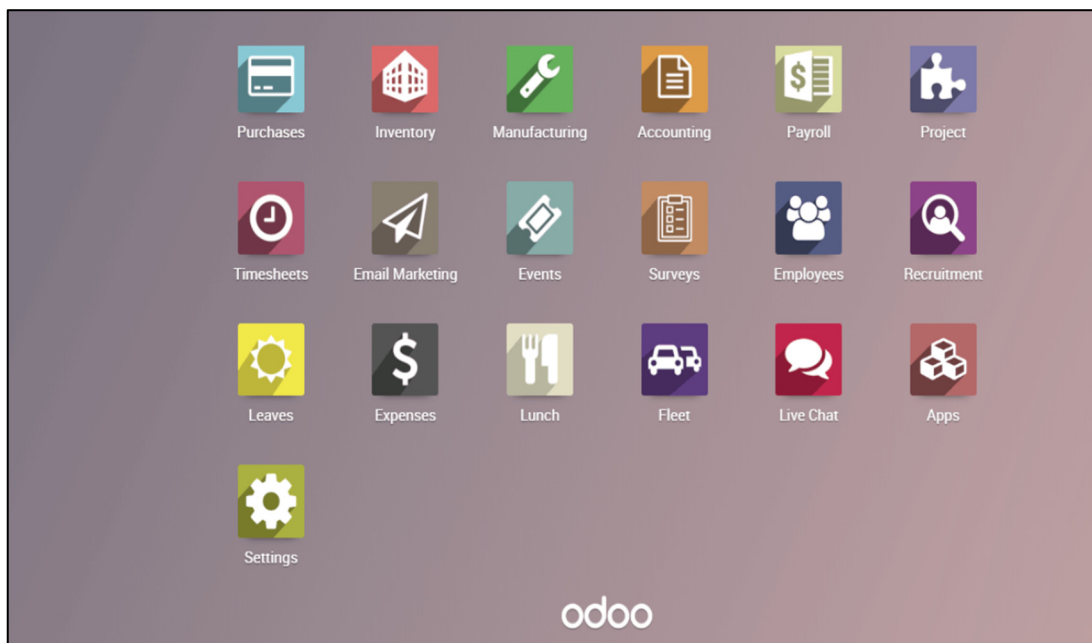 Purchases Inventory Manufacturing Accounting Payroll Project
Timesheets Email Marketing Events Surveys Employees Recruitment
Leaves Expenses Lunch Fleet Live Chat Apps
Settings
odoo